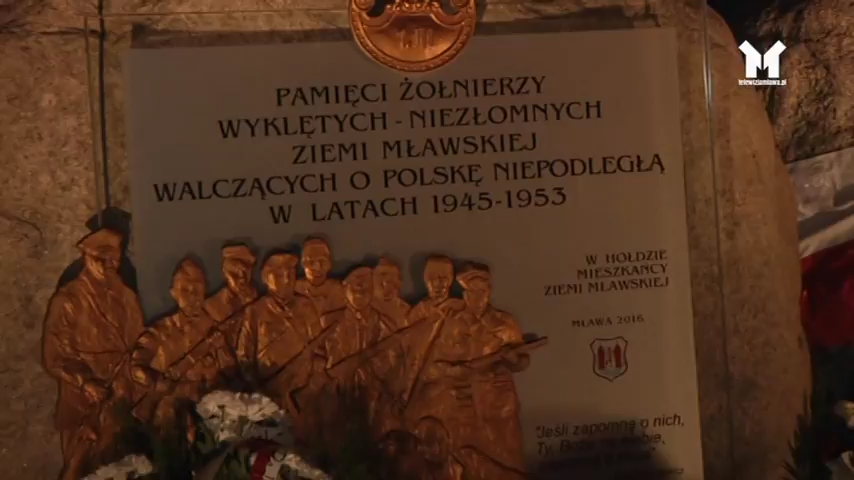 telewizjamlawa.pl
PAMIĘCI ŻOŁNIERZY
WYKLĘTYCH - NIEZŁOMNYCH
ZIEMI MŁAWSKIEJ
WALCZĄCYCH O POLSKĘ NIEPODLEGŁĄ
W LATACH 1945-1953
W HOŁDZIE
MIESZKAŃCY
ZIEMI MŁAWSKIEJ
MŁAWA 2016
"Jeśli zapomnę o nich,
Ty,